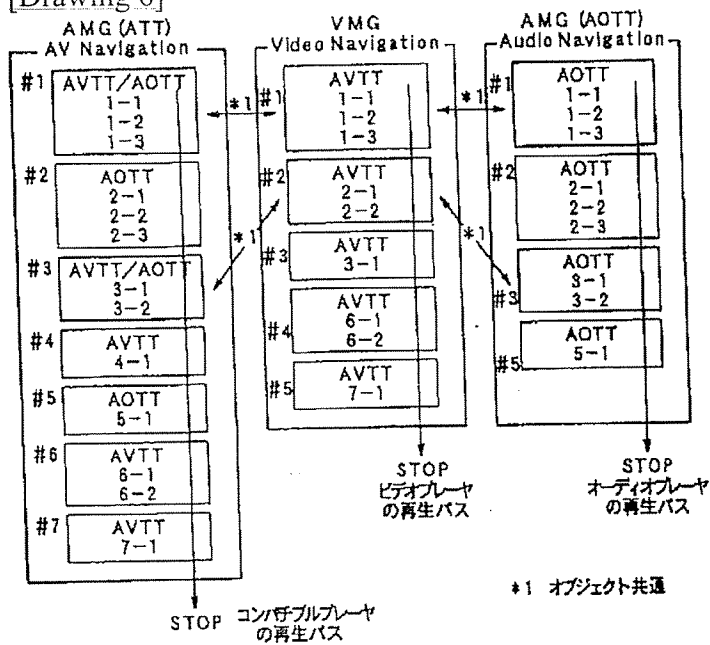 [Drawing 6]
AMG (ATT)
AV Navigation
#1 AVTT/AOTT
1-1
1-2
1-3
#2 AOTT
2-1
2-2
2-3
#3 AVTT/AOTT
3-1
3-2
#4 AVTT
4-1
#5 AOTT
5-1
#6 AVTT
6-1
6-2
#7 AVTT
7-1
STOP コンパチブルプレーヤ
の再生パス
*1
*1
VMG
Video Navigation
#1 AVTT
1-1
1-2
1-3
#2 AVTT
2-1
2-2
#3 AVTT
3-1
#4 AVTT
6-1
6-2
#5 AVTT
7-1
STOP
ビデオプレーヤ
の再生パス
*1
*1
AMG (AOTT)
Audio Navigation
#1 AOTT
1-1
1-2
1-3
#2 AOTT
2-1
2-2
2-3
#3 AOTT
3-1
3-2
#5 AOTT
5-1
STOP
オーディオプレーヤ
の再生パス
*1 オブジェクト共通